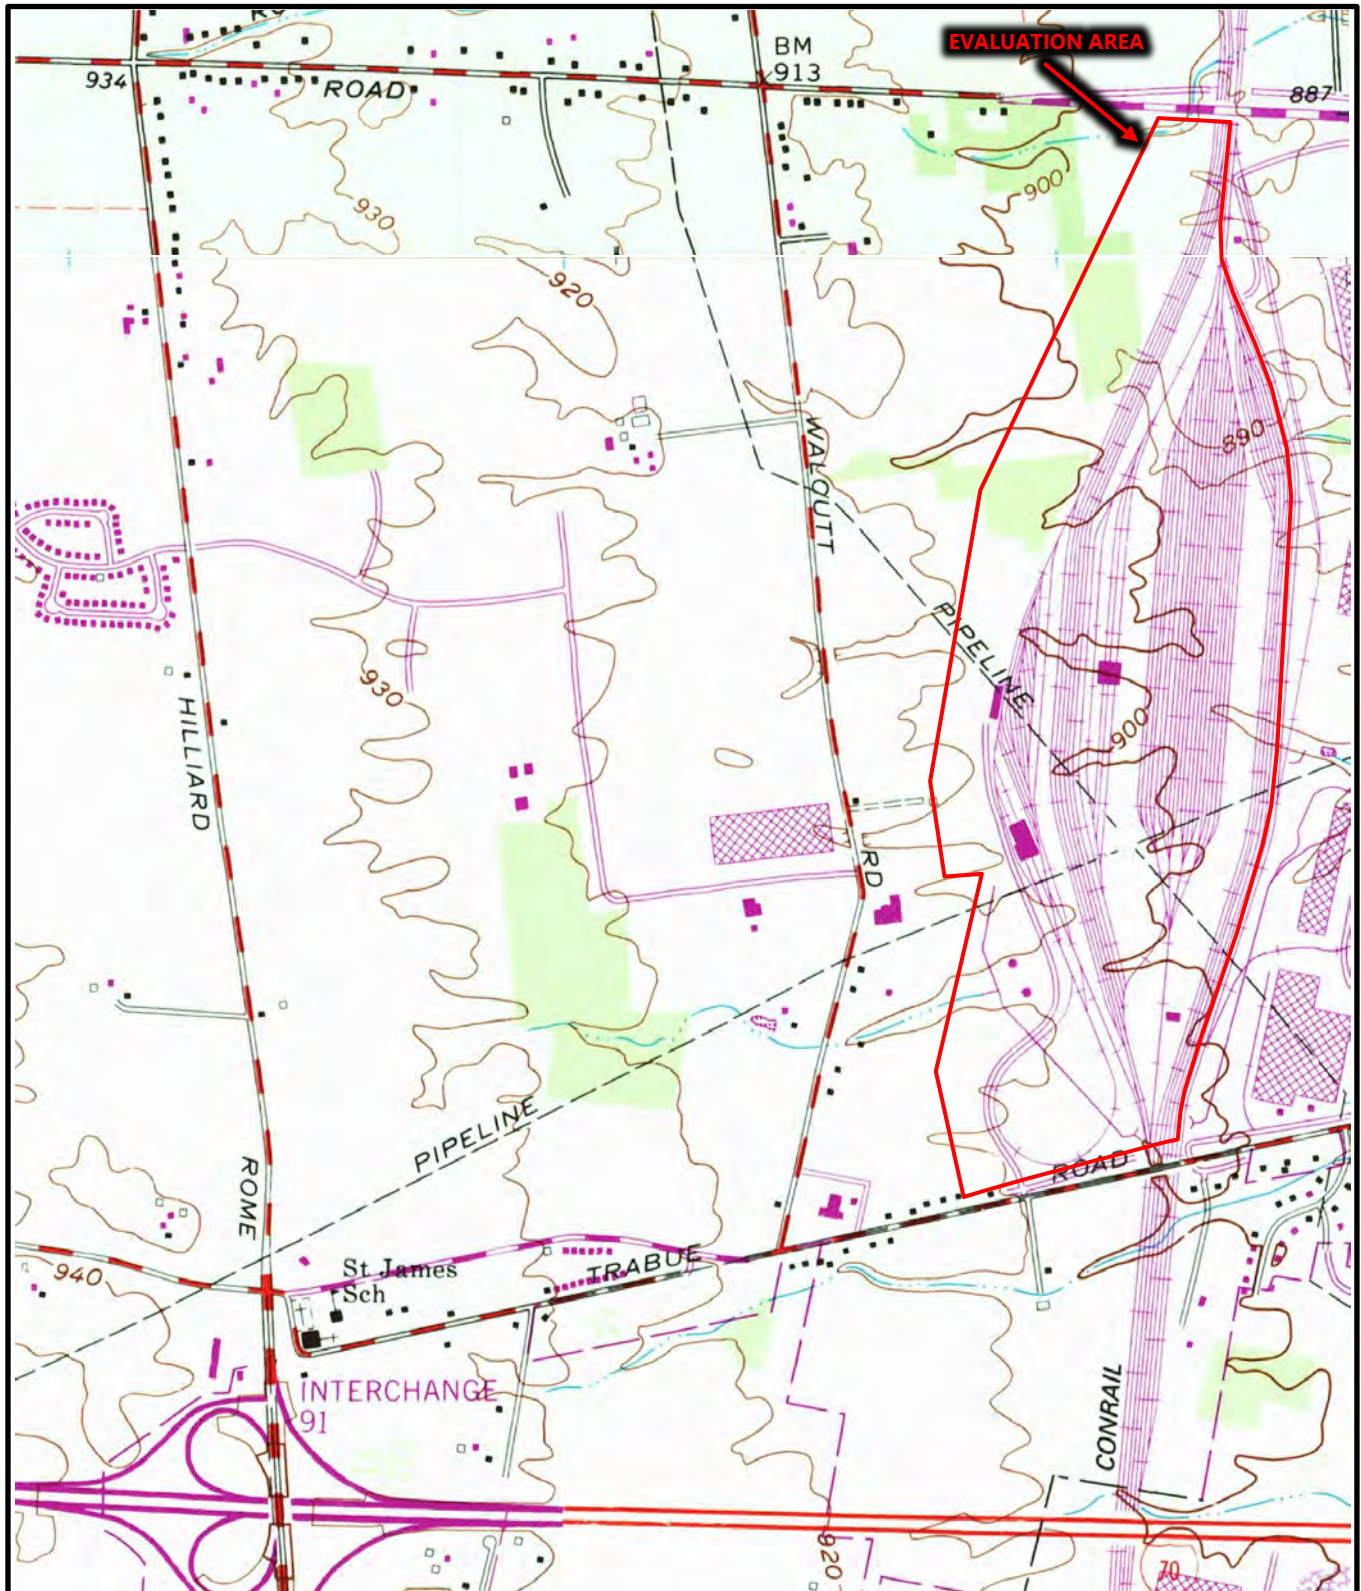 EVALUATION AREA
BM
913
934
ROAD
887
900
930
920
890
WALCUTT
PIPELINE
930
HILLIARD
900
RD
PIPELINE
ROME
ROAD
940
St James
Sch
TRABUE
INTERCHANGE
91
CONRAIL
920
70